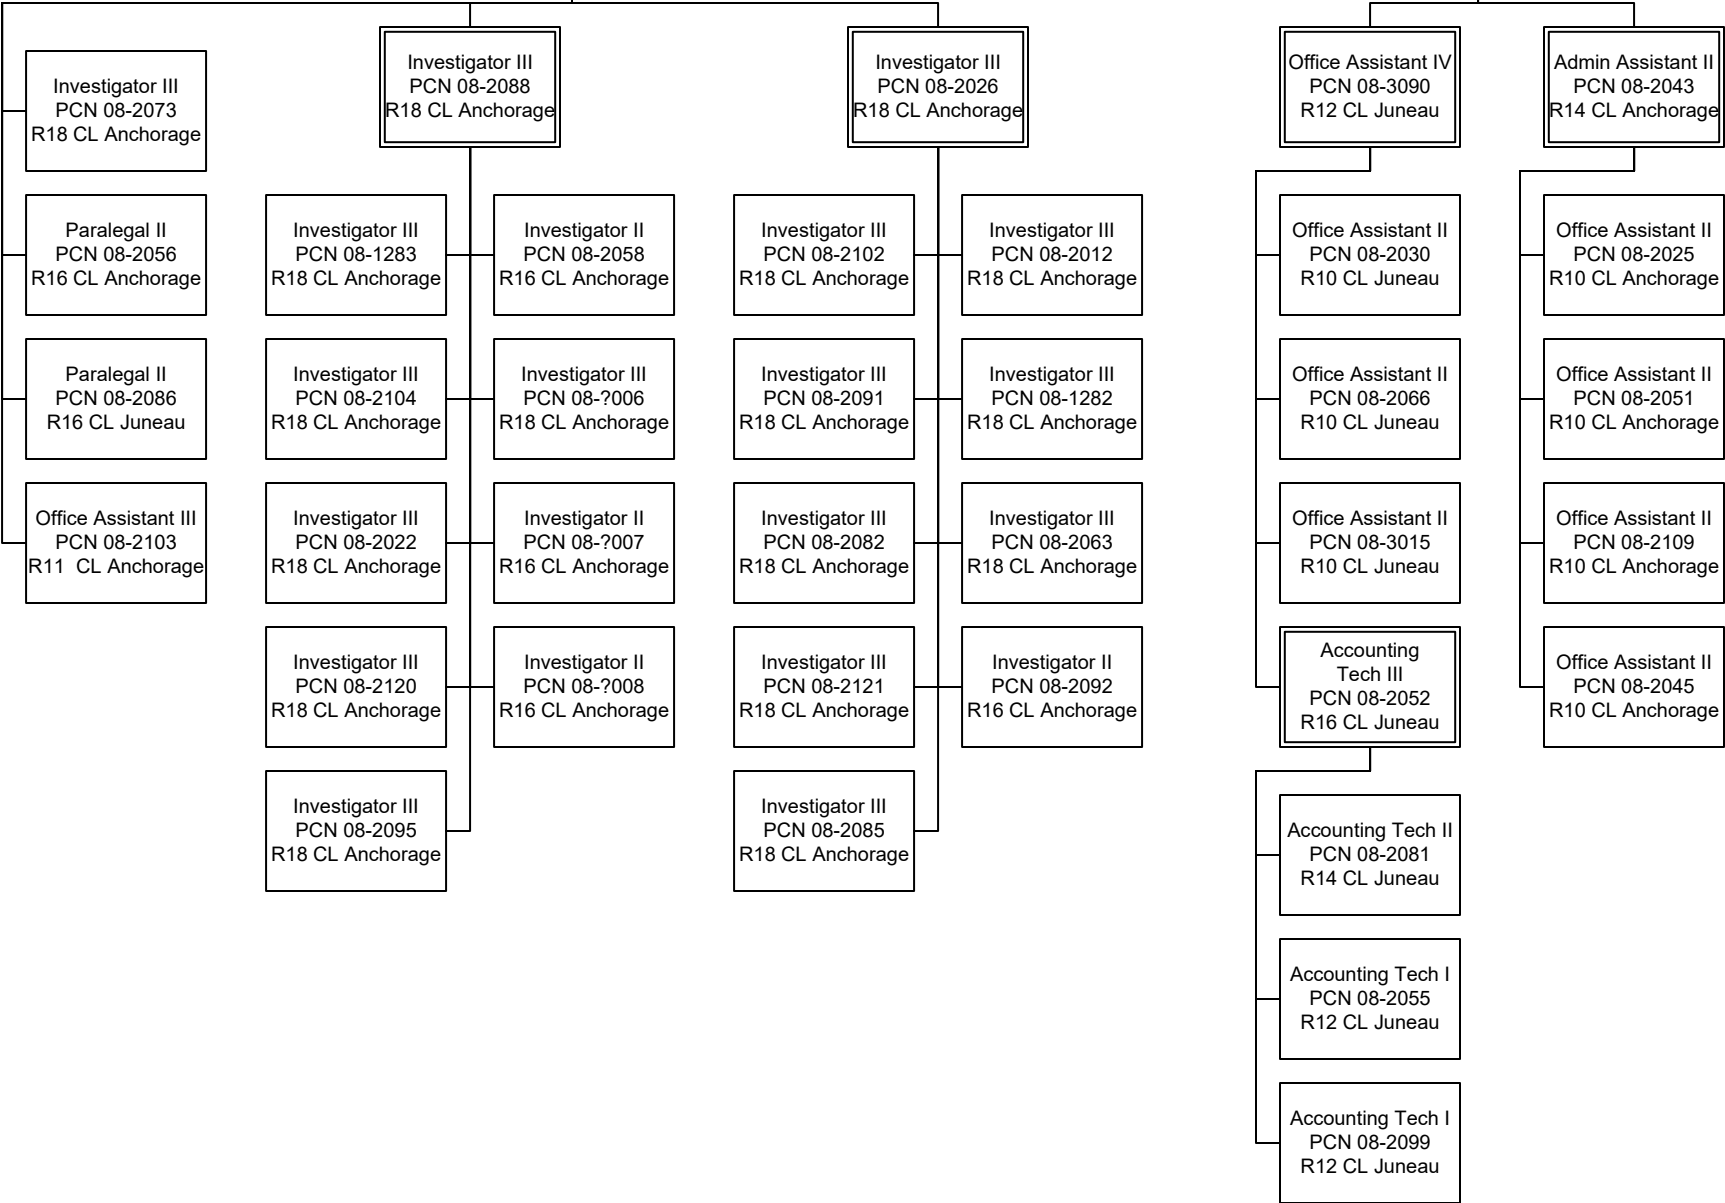 Investigator III
PCN 08-2073
R18 CL Anchorage
Paralegal II
PCN 08-2056
R16 CL Anchorage
Paralegal II
PCN 08-2086
R16 CL Juneau
Office Assistant III
PCN 08-2103
R11  CL Anchorage
Investigator III
PCN 08-2088
R18 CL Anchorage
Investigator III
PCN 08-1283
R18 CL Anchorage
Investigator II
PCN 08-2058
R16 CL Anchorage
Investigator III
PCN 08-2104
R18 CL Anchorage
Investigator III
PCN 08-?006
R18 CL Anchorage
Investigator III
PCN 08-2022
R18 CL Anchorage
Investigator II
PCN 08-?007
R16 CL Anchorage
Investigator III
PCN 08-2120
R18 CL Anchorage
Investigator II
PCN 08-?008
R16 CL Anchorage
Investigator III
PCN 08-2095
R18 CL Anchorage
Investigator III
PCN 08-2026
R18 CL Anchorage
Investigator III
PCN 08-2102
R18 CL Anchorage
Investigator III
PCN 08-2012
R18 CL Anchorage
Investigator III
PCN 08-2091
R18 CL Anchorage
Investigator III
PCN 08-1282
R18 CL Anchorage
Investigator III
PCN 08-2082
R18 CL Anchorage
Investigator III
PCN 08-2063
R18 CL Anchorage
Investigator III
PCN 08-2121
R18 CL Anchorage
Investigator II
PCN 08-2092
R16 CL Anchorage
Investigator III
PCN 08-2085
R18 CL Anchorage
Office Assistant IV
PCN 08-3090
R12 CL Juneau
Office Assistant II
PCN 08-2030
R10 CL Juneau
Office Assistant II
PCN 08-2066
R10 CL Juneau
Office Assistant II
PCN 08-3015
R10 CL Juneau
Accounting
Tech III
PCN 08-2052
R16 CL Juneau
Accounting Tech II
PCN 08-2081
R14 CL Juneau
Accounting Tech I
PCN 08-2055
R12 CL Juneau
Accounting Tech I
PCN 08-2099
R12 CL Juneau
Admin Assistant II
PCN 08-2043
R14 CL Anchorage
Office Assistant II
PCN 08-2025
R10 CL Anchorage
Office Assistant II
PCN 08-2051
R10 CL Anchorage
Office Assistant II
PCN 08-2109
R10 CL Anchorage
Office Assistant II
PCN 08-2045
R10 CL Anchorage